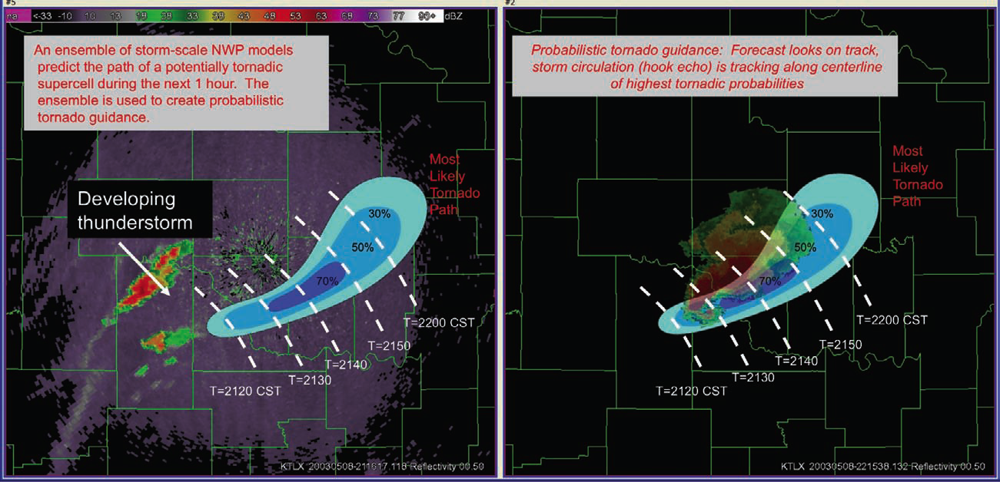 #5
na <-33 -10 10 13 18 28 33 38 43 48 53 63 68 73 77 93+ dBZ
An ensemble of storm-scale NWP models
predict the path of a potentially tornadic
supercell during the next 1 hour. The
ensemble is used to create probabilistic
tornado guidance.
Developing
thunderstorm
Most
Likely
Tornado
Path
30%
50%
70%
T=2200 CST
T=2150
T=2140
T=2130
T=2120 CST
KTLX 20030508-211617.118 Reflectivity 00.50
#2
Probabilistic tornado guidance: Forecast looks on track,
storm circulation (hook echo) is tracking along centerline
of highest tornadic probabilities
Most
Likely
Tornado
Path
30%
50%
70%
T=2200 CST
T=2150
T=2140
T=2130
T=2120 CST
KTLX 20030508-221538.132 Reflectivity 00.50